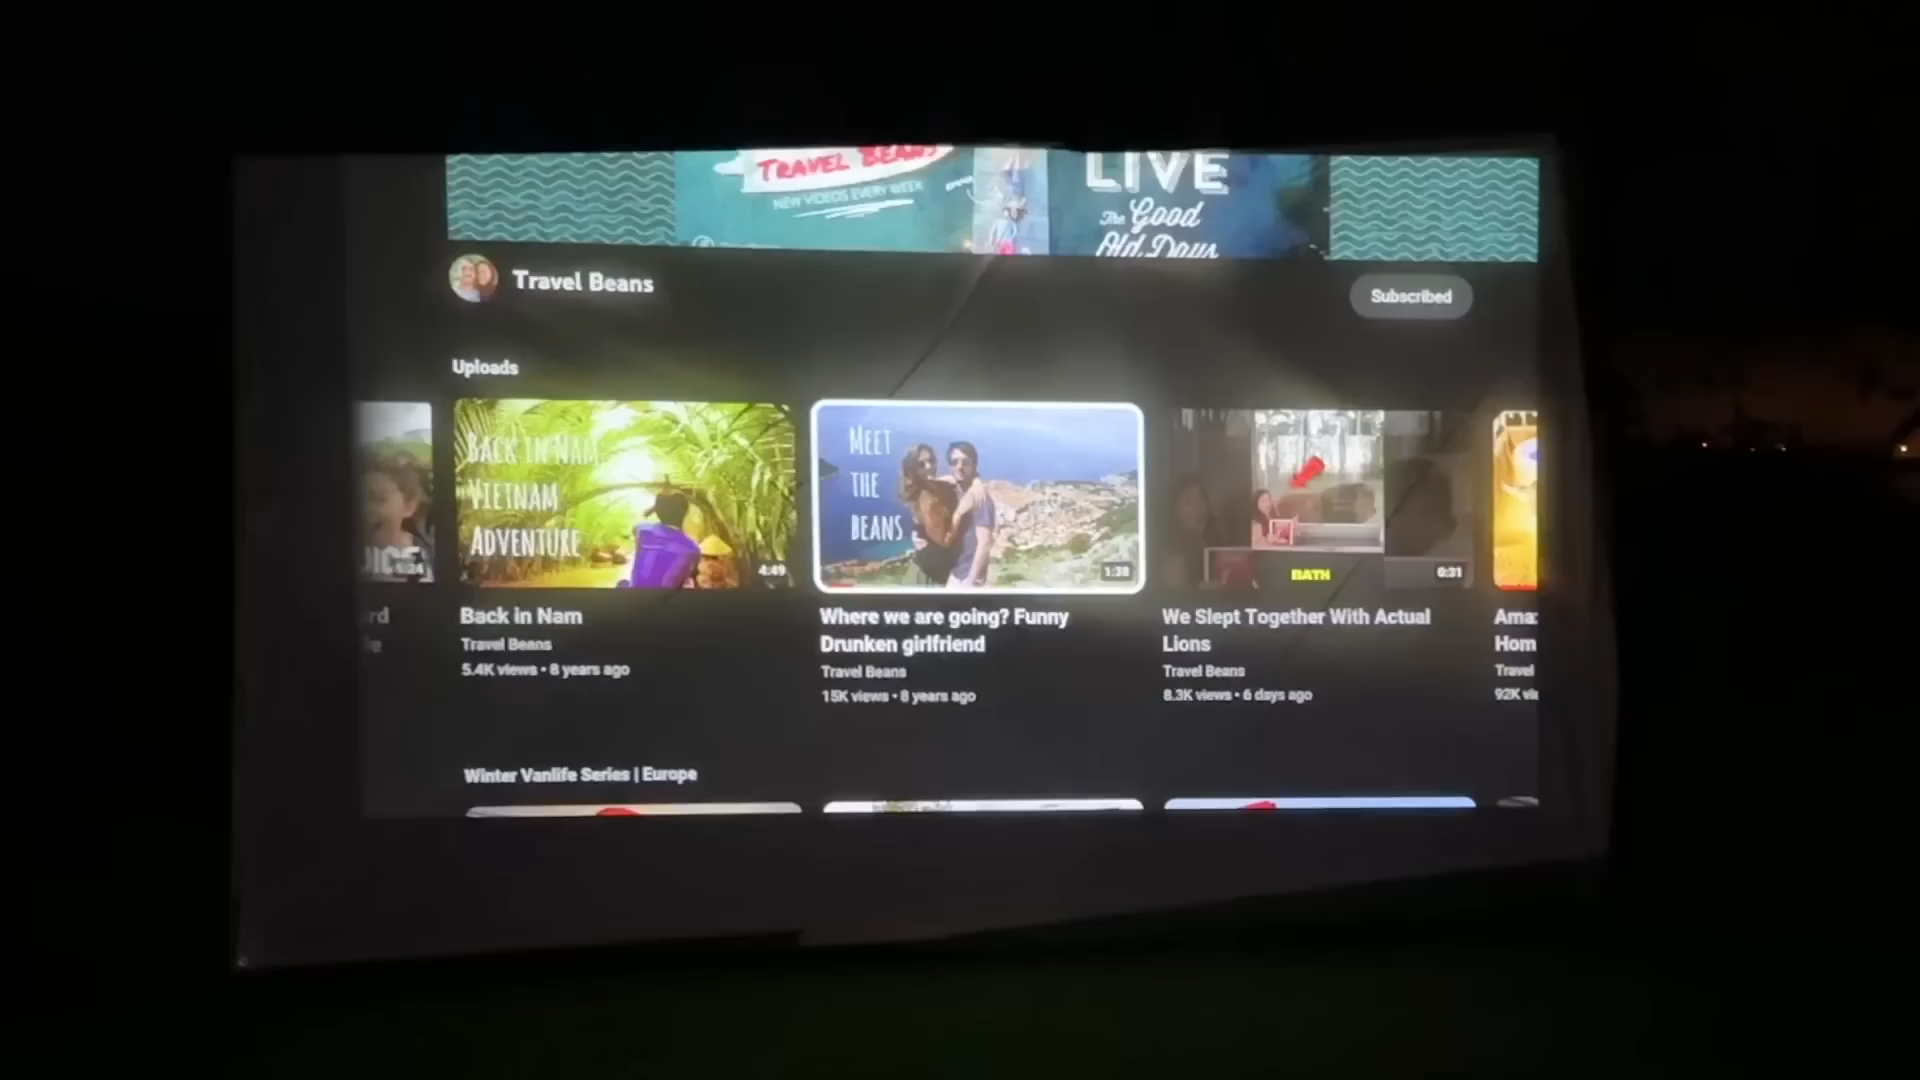 TRAVEL BEANS
NEW VIDEOS EVERY WEEK
LIVE
The Good
Old Days
Travel Beans
Subscribed
Uploads
BACK IN NAM
VIETNAM
ADVENTURE
4:49
MEET
THE
BEANS
1:38
BATH
0:31
Back in Nam
Travel Beans
5.4K views • 8 years ago
Where we are going? Funny
Drunken girlfriend
Travel Beans
15K views • 8 years ago
We Slept Together With Actual
Lions
Travel Beans
8.3K views • 6 days ago
Hom
Travel
92K
Winter Vanlife Series | Europe